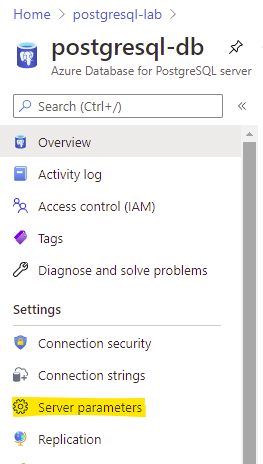 Home > postgresql-lab >
postgresql-db
Azure Database for PostgreSQL server
Search (Ctrl+/) «
Overview
Activity log
Access control (IAM)
Tags
Diagnose and solve problems
Settings
Connection security
Connection strings
Server parameters
Replication